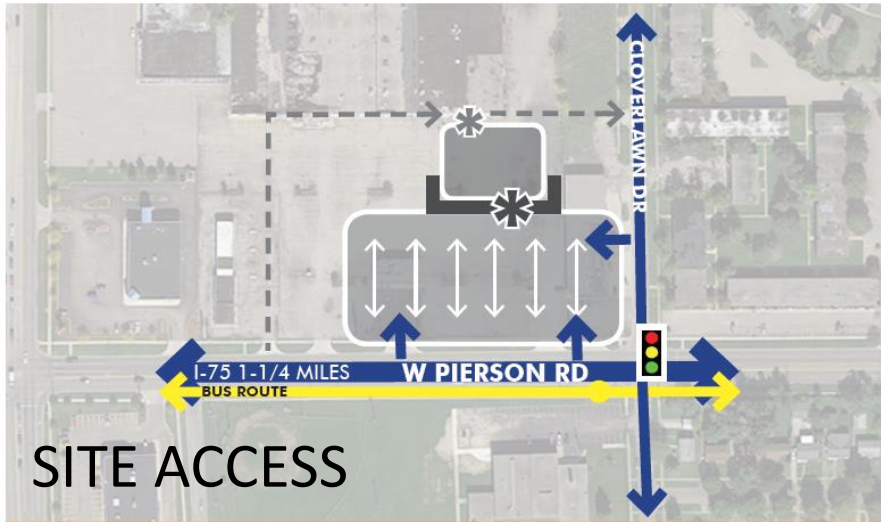 CLOVERLAWN DR
I-75 1-1/4 MILES
W PIERSON RD
BUS ROUTE
SITE ACCESS